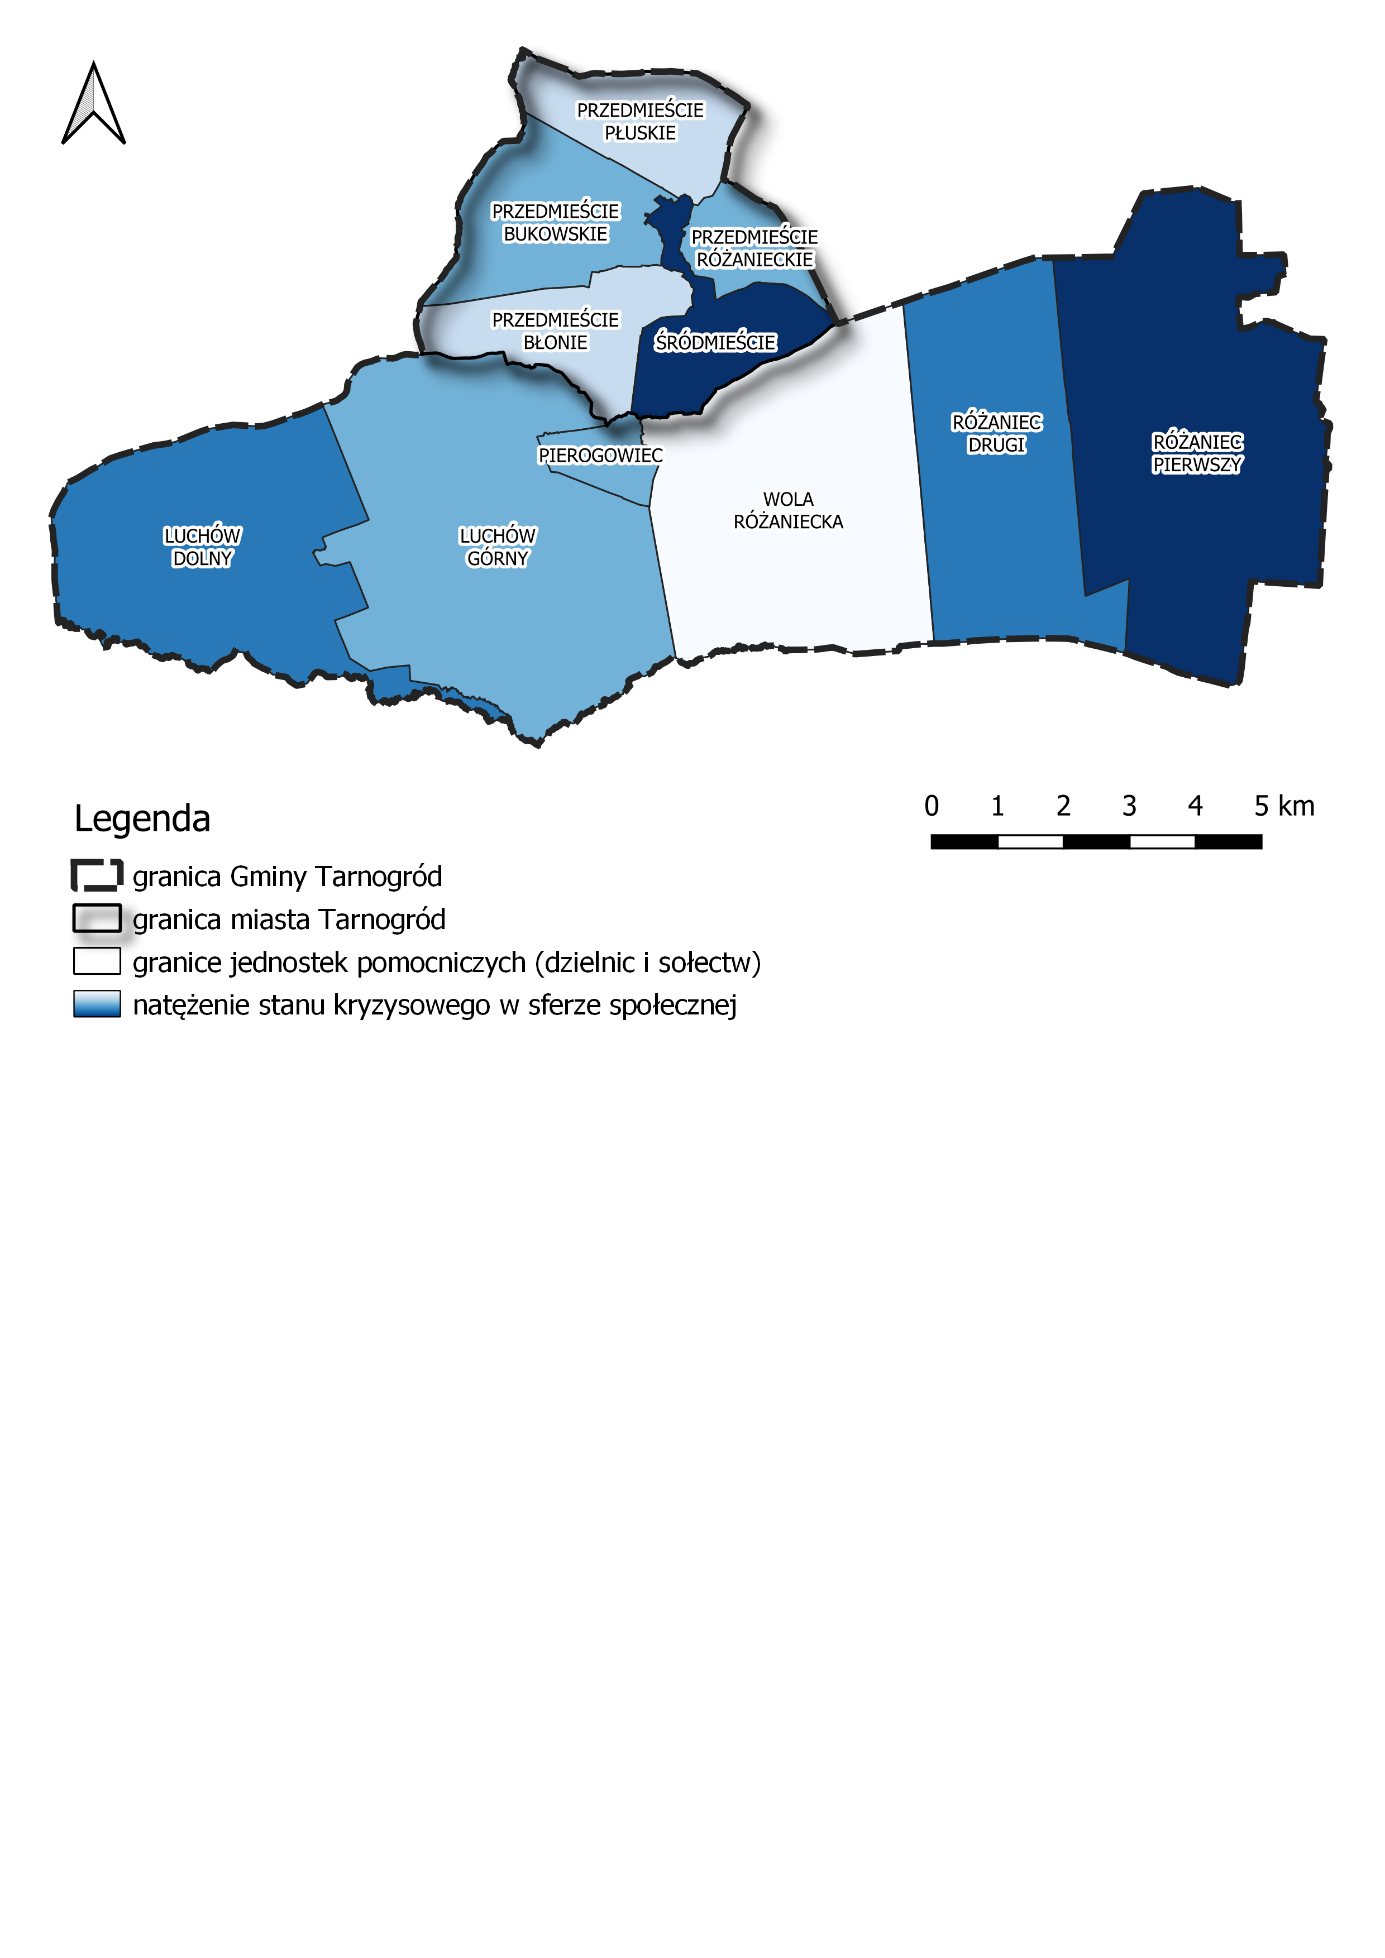 PRZEDMIEŚCIE
PŁUSKIE
PRZEDMIEŚCIE
BUKOWSKIE
PRZEDMIEŚCIE
RÓŻANIECKIE
PRZEDMIEŚCIE
BŁONIE
ŚRÓDMIEŚCIE
RÓŻANIEC
DRUGI
RÓŻANIEC
PIERWSZY
PIEROGOWIEC
WOLA
RÓŻANIECKA
LUCHÓW
DOLNY
LUCHÓW
GÓRNY
0 1 2 3 4 5 km
Legenda
granica Gminy Tarnogród
granica miasta Tarnogród
granice jednostek pomocniczych (dzielnic i sołectw)
natężenie stanu kryzysowego w sferze społecznej